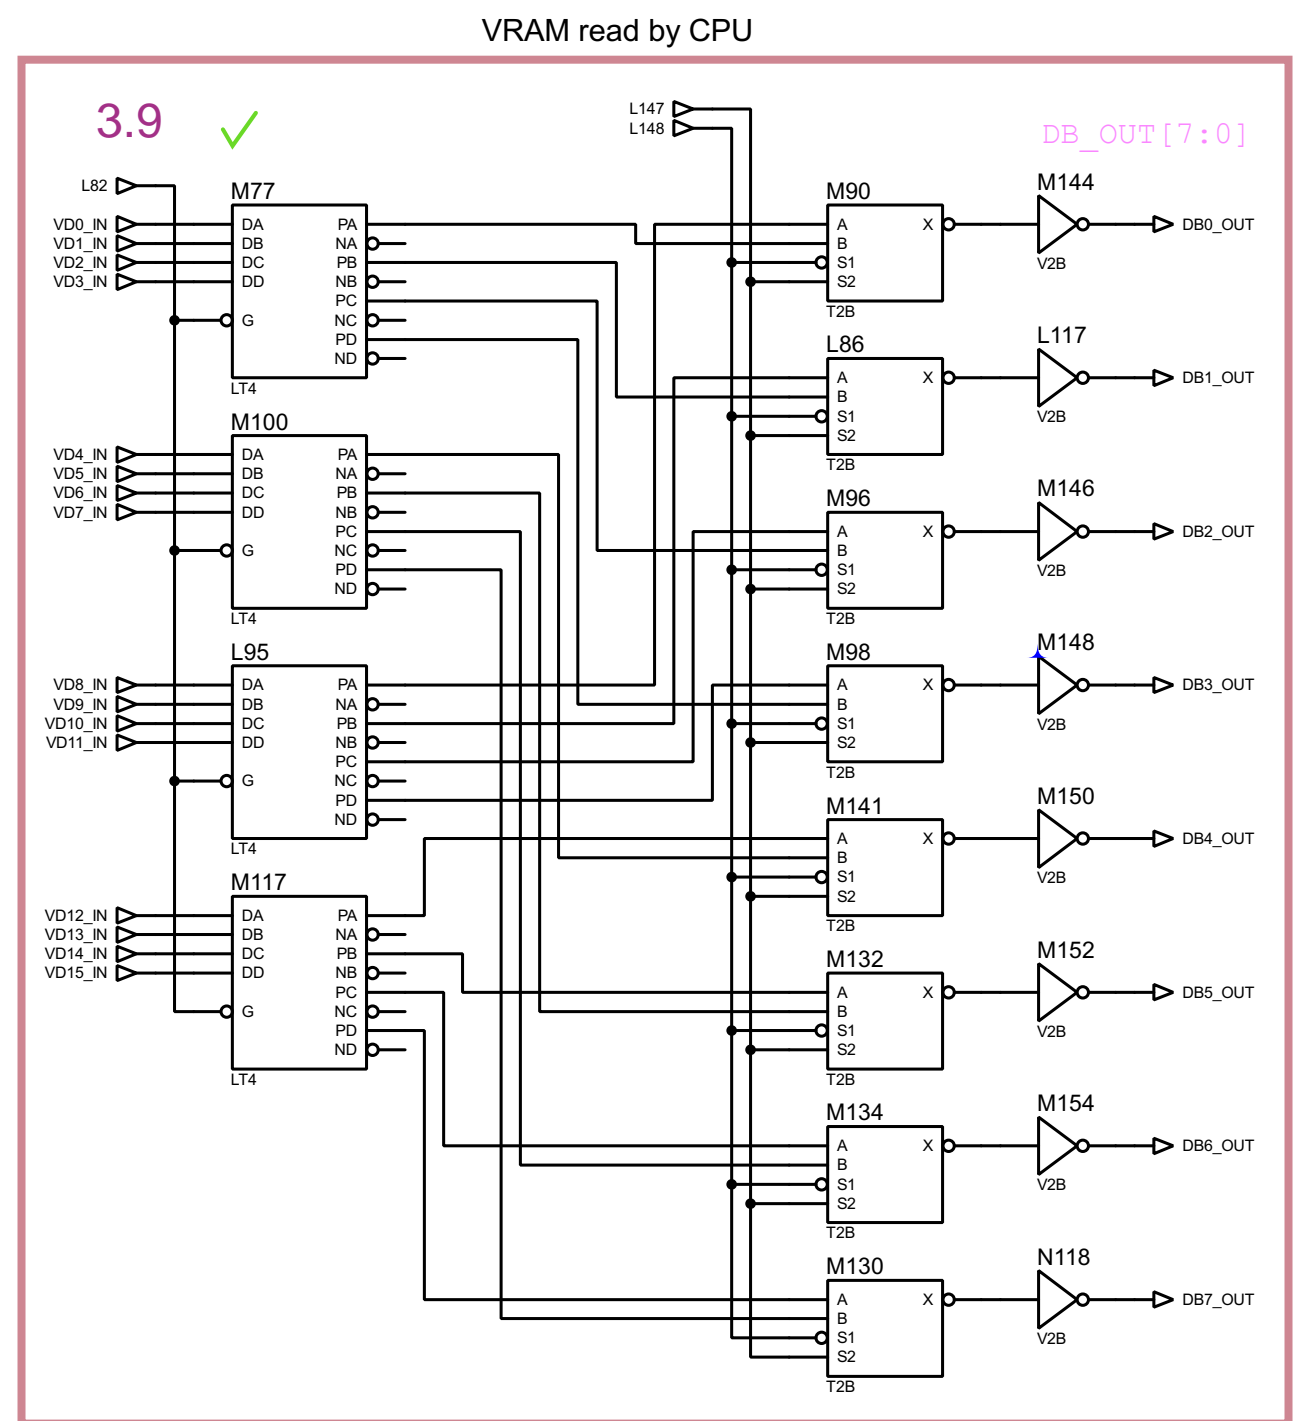 VRAM read by CPU
3.9
DB_OUT[7:0]
L147
L148
L82
M77
VD0_IN
VD1_IN
VD2_IN
VD3_IN
DA
DB
DC
DD
G
PA
NA
PB
NB
PC
NC
PD
ND
LT4
M100
VD4_IN
VD5_IN
VD6_IN
VD7_IN
DA
DB
DC
DD
G
PA
NA
PB
NB
PC
NC
PD
ND
LT4
L95
VD8_IN
VD9_IN
VD10_IN
VD11_IN
DA
DB
DC
DD
G
PA
NA
PB
NB
PC
NC
PD
ND
LT4
M117
VD12_IN
VD13_IN
VD14_IN
VD15_IN
DA
DB
DC
DD
G
PA
NA
PB
NB
PC
NC
PD
ND
LT4
M90
A
B
S1
S2
X
T2B
M144
V2B
DB0_OUT
L86
A
B
S1
S2
X
T2B
L117
V2B
DB1_OUT
M96
A
B
S1
S2
X
T2B
M146
V2B
DB2_OUT
M98
A
B
S1
S2
X
T2B
M148
V2B
DB3_OUT
M141
A
B
S1
S2
X
T2B
M150
V2B
DB4_OUT
M132
A
B
S1
S2
X
T2B
M152
V2B
DB5_OUT
M134
A
B
S1
S2
X
T2B
M154
V2B
DB6_OUT
M130
A
B
S1
S2
X
T2B
N118
V2B
DB7_OUT